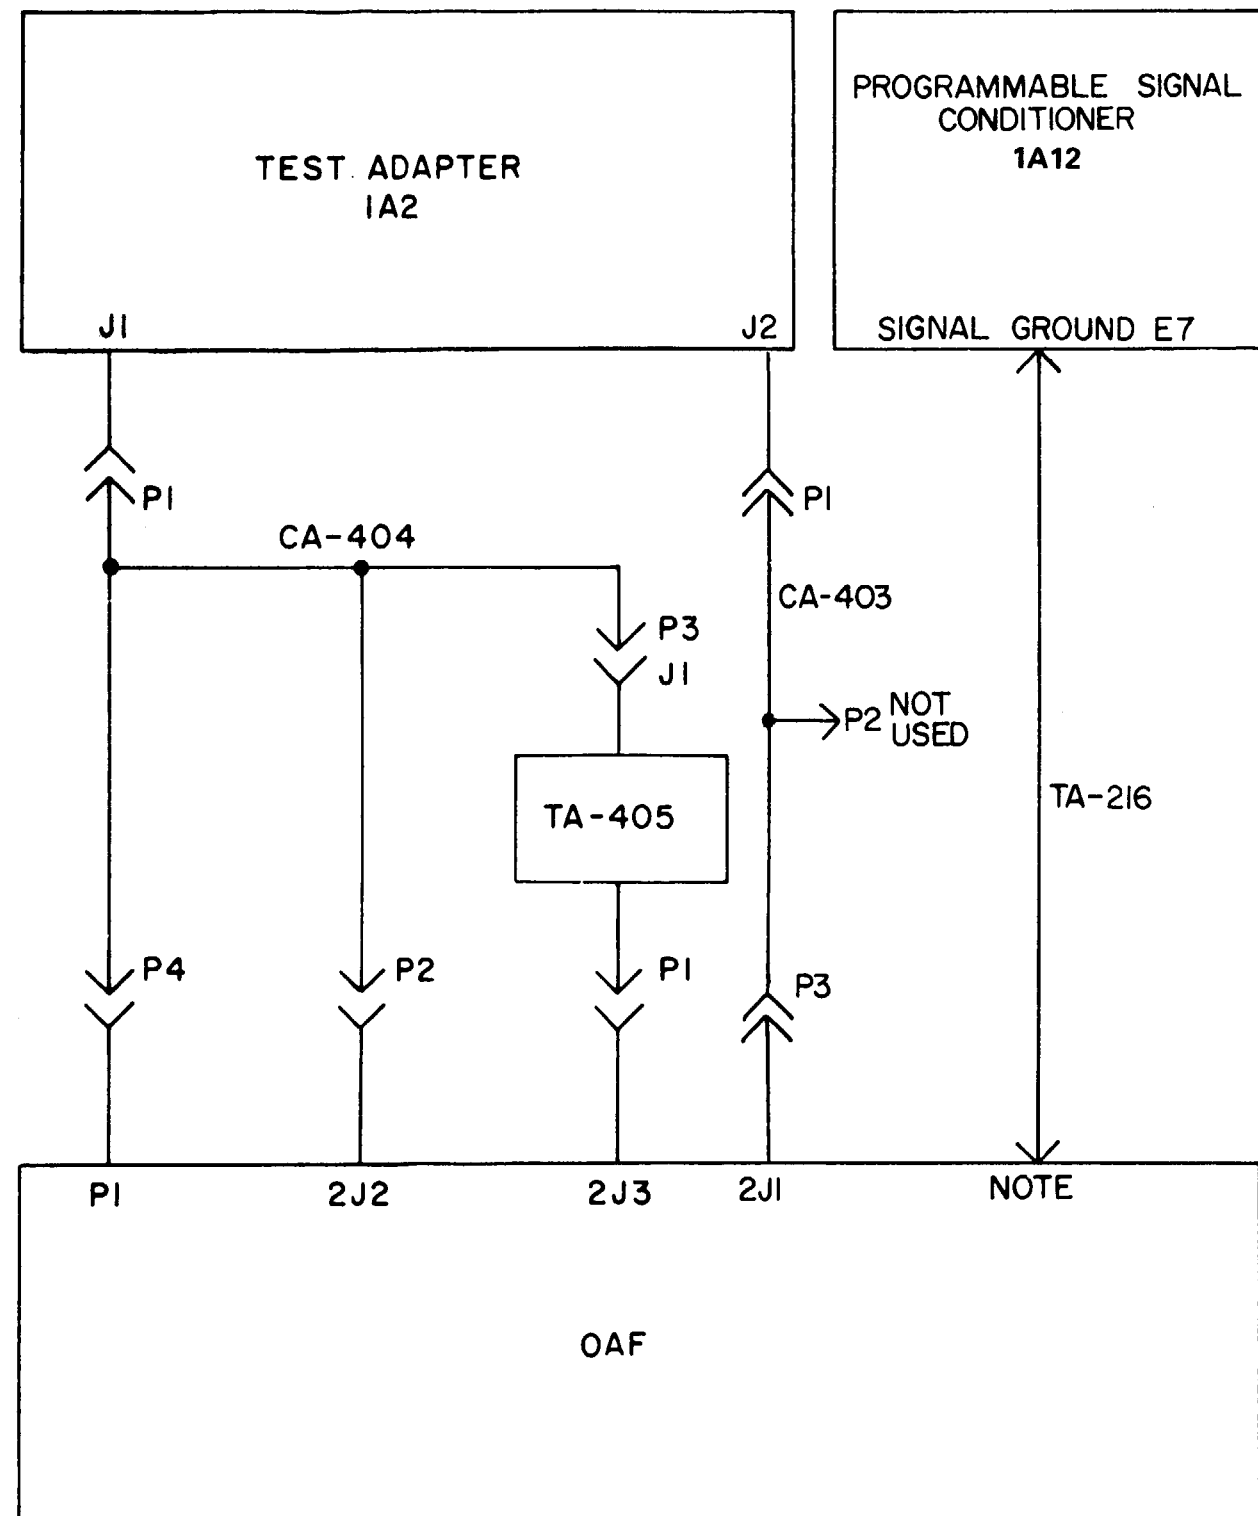 TEST ADAPTER
1A2
J1
J2
PROGRAMMABLE SIGNAL
CONDITIONER
1A12
SIGNAL GROUND E7
P1
P1
CA-404
CA-403
P3
J1
P2 NOT
USED
TA-405
TA-216
P4
P2
P1
P3
P1
2J2
2J3
2J1
NOTE
OAF